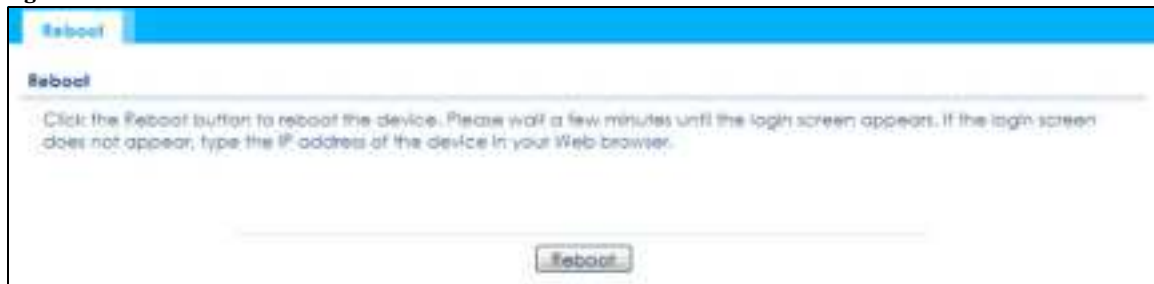 Reboot
Reboot
Click the Reboot button to reboot the device. Please wait a few minutes until the login screen appears. If the login screen
does not appear, type the IP address of the device in your Web browser.
Reboot